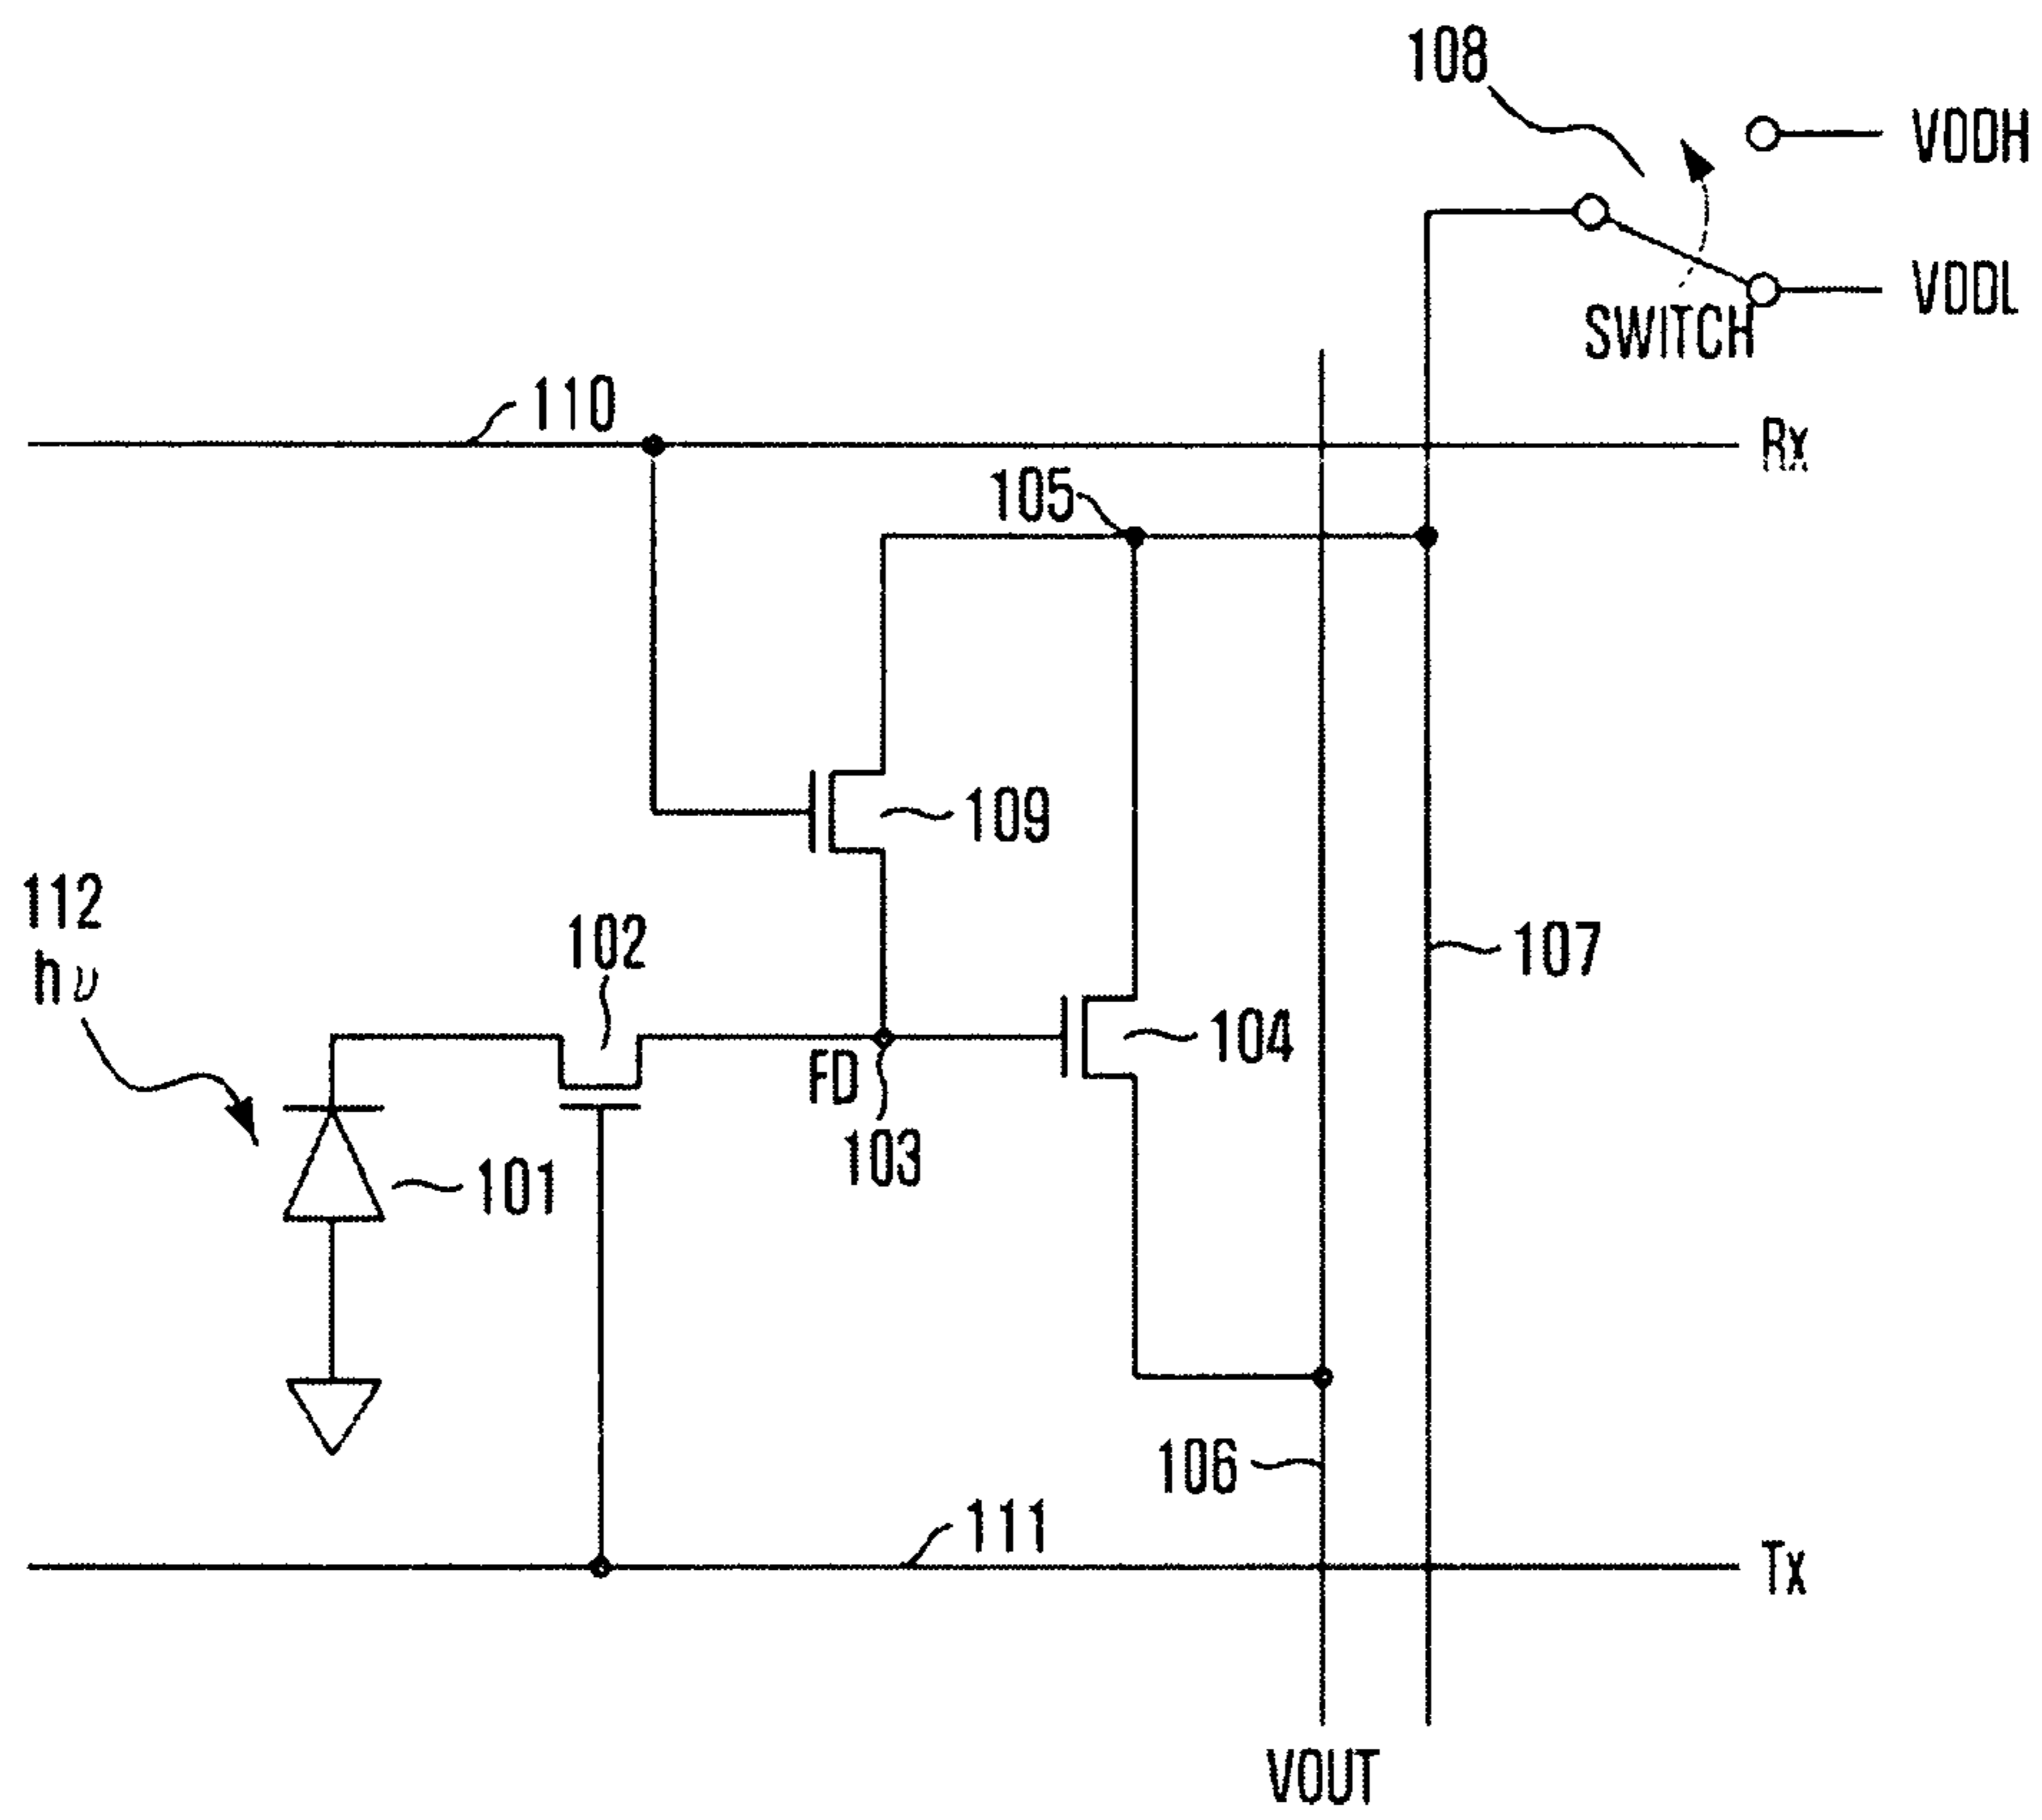 108
VDDH
VDDL
SWITCH
110
Rx
105
109
112
hν
102
107
104
FD
103
101
106
111
Tx
VOUT